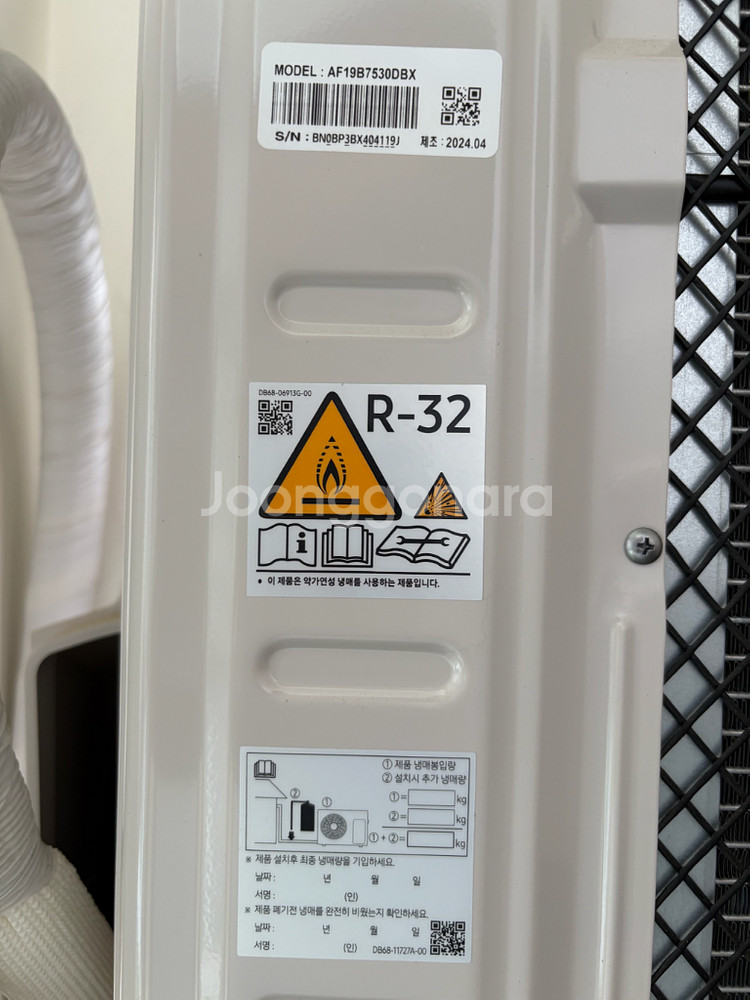 MODEL : AF19B7530DBX
S/N : BN0BP3BX404119J 제조 : 2024.04
DB68-06913G-00
R-32
Joonggonara
• 이 제품은 약가연성 냉매를 사용하는 제품입니다.
① 제품 냉매봉입량
② 설치시 추가 냉매량
② ①
①= kg
②= kg
①+②= kg
※ 제품 설치후 최종 냉매량을 기입하세요.
날짜 : 년 월 일
서명 : (인)
※ 제품 폐기전 냉매를 완전히 비웠는지 확인하세요.
날짜 : 년 월 일
서명 : (인)
DB68-11727A-00